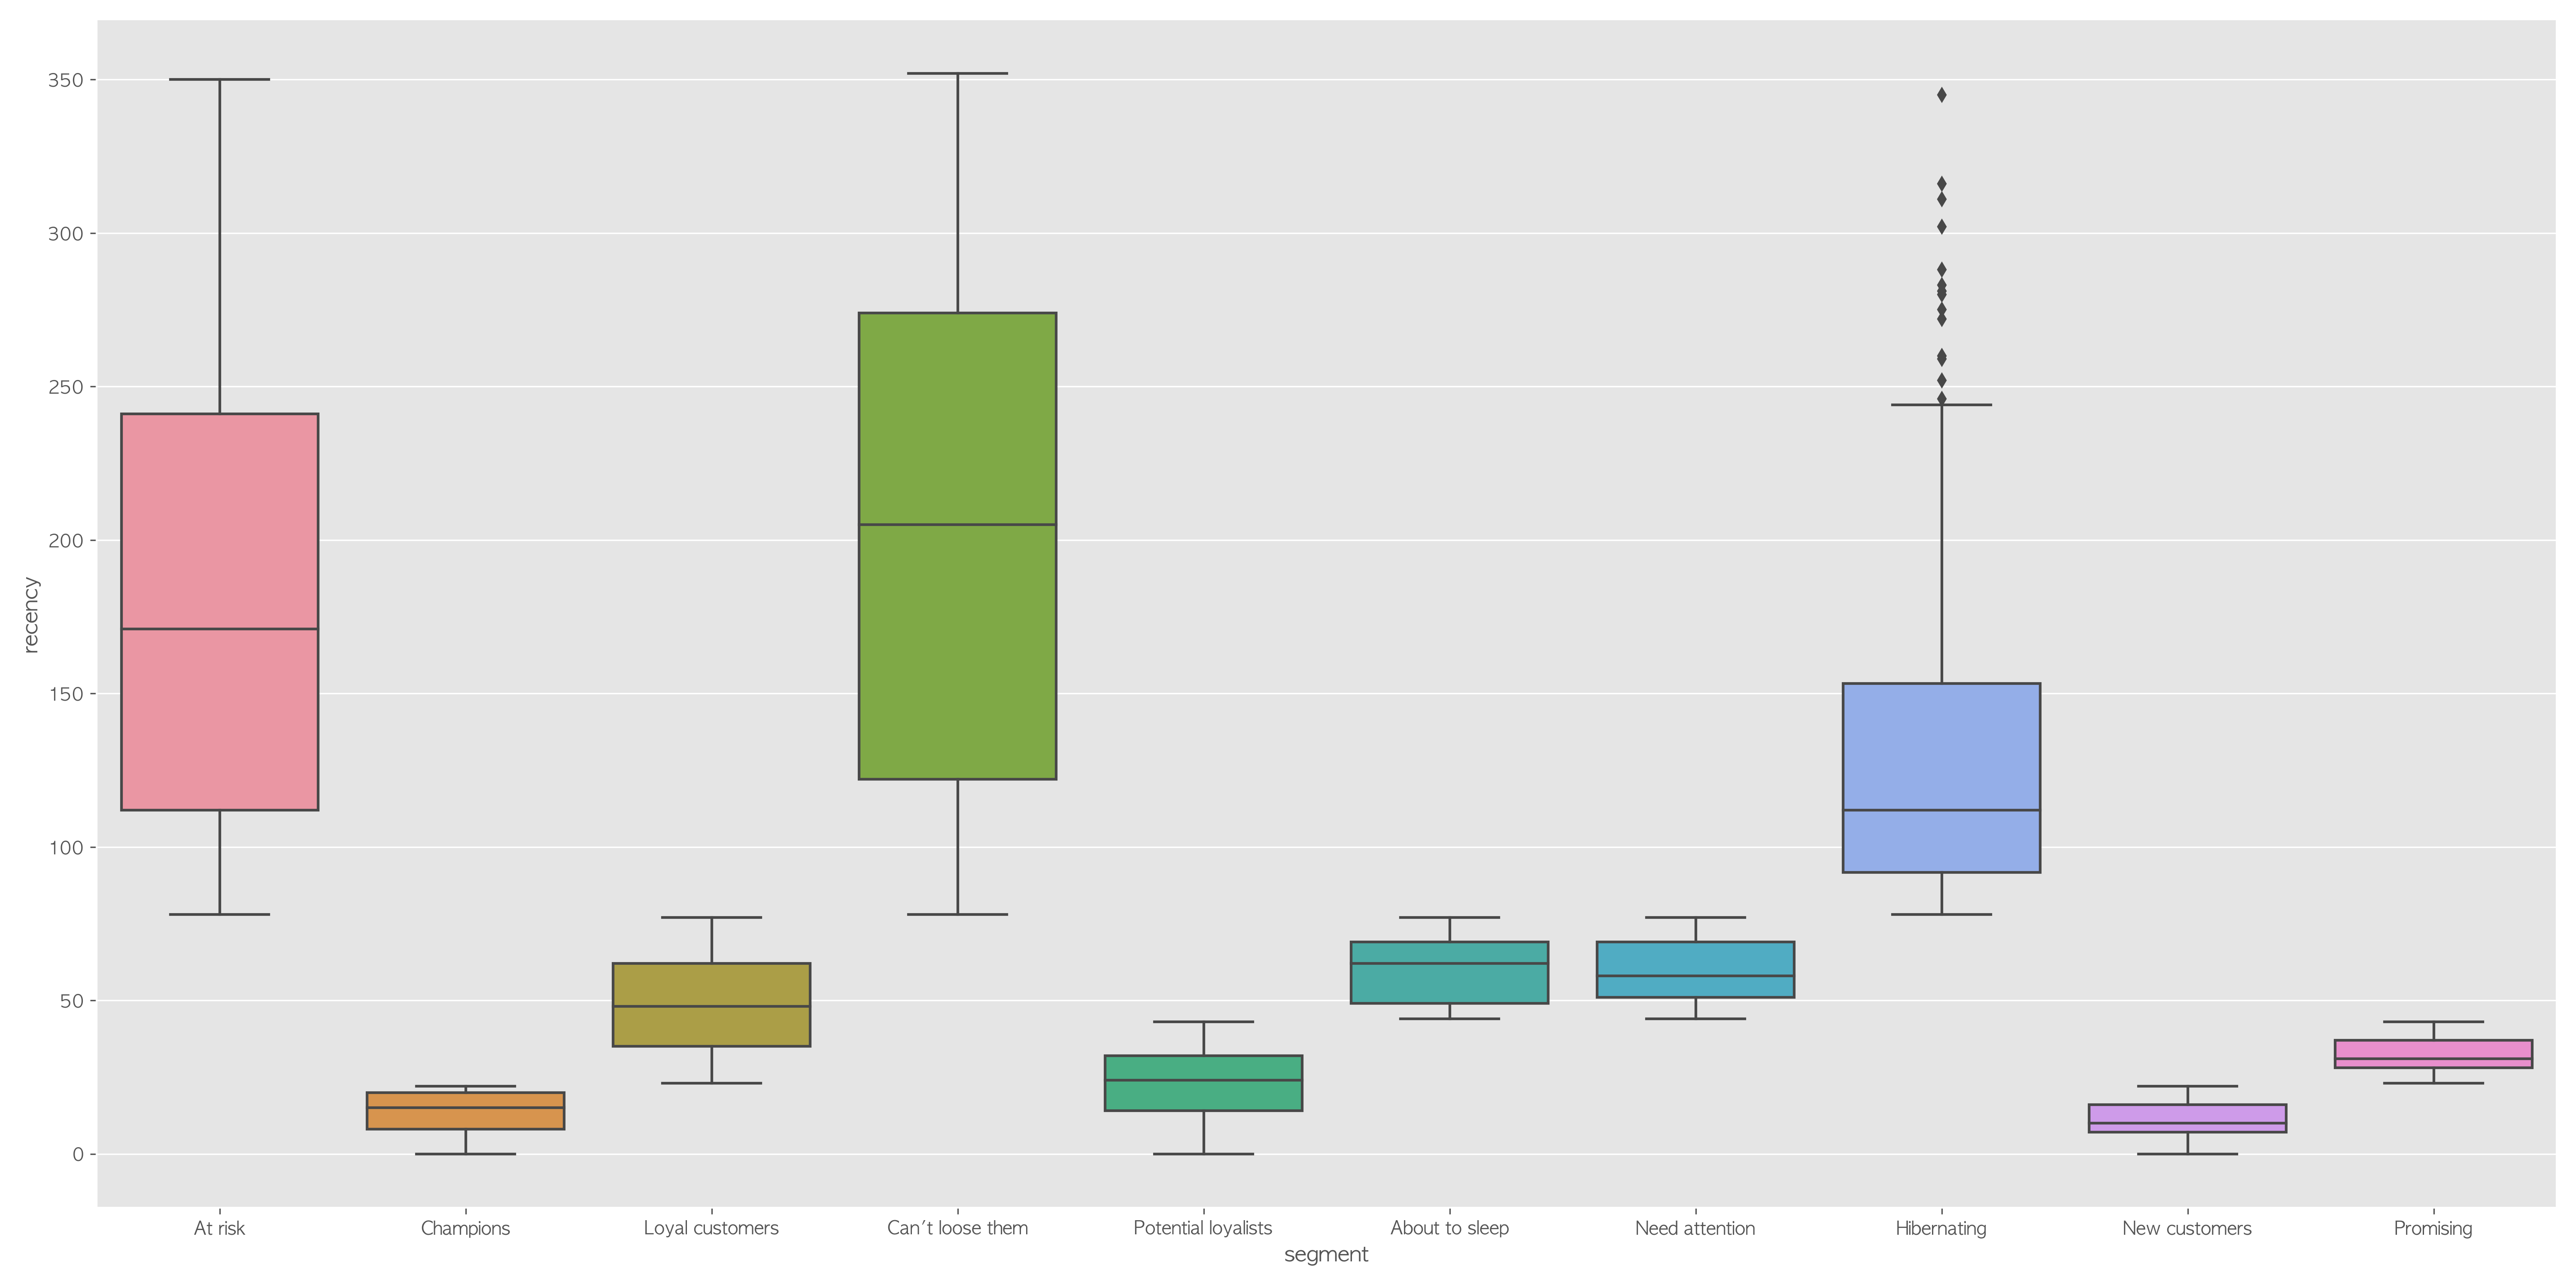 350
300
250
200
150
100
50
0
recency
At risk Champions Loyal customers Can't loose them Potential loyalists About to sleep Need attention Hibernating New customers Promising
segment